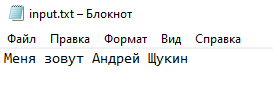 input.txt – Блокнот
Файл Правка Формат Вид Справка
Меня зовут Андрей Щукин